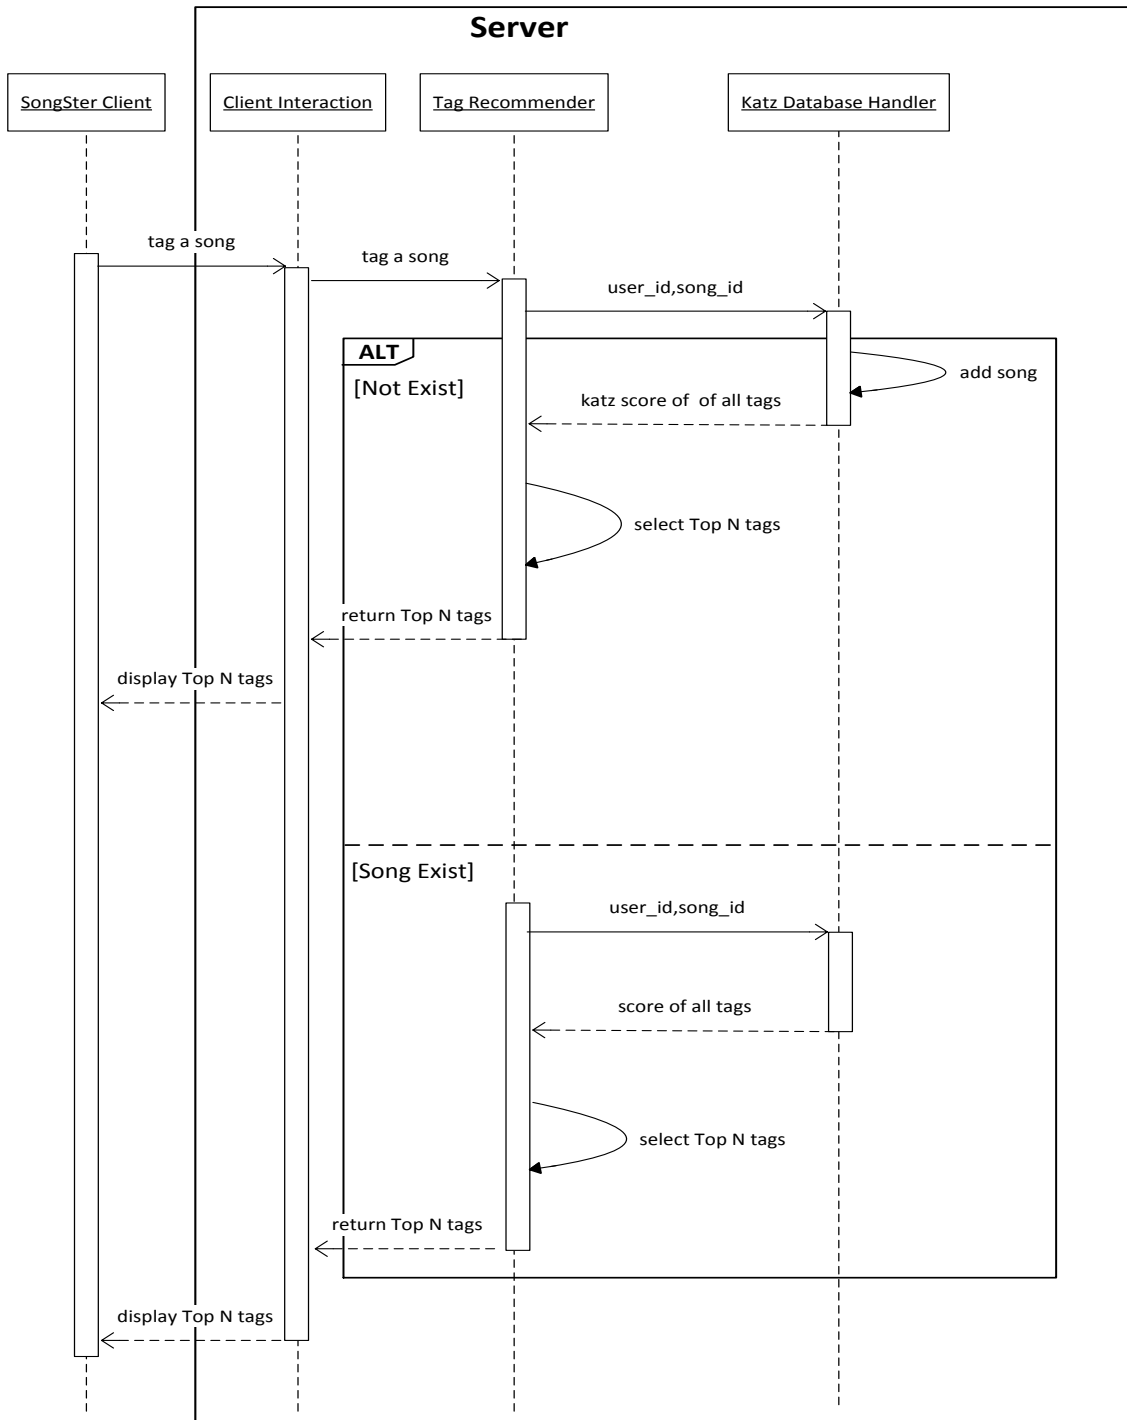 Server
SongSter Client
Client Interaction
Tag Recommender
Katz Database Handler
tag a song
tag a song
user_id,song_id
ALT
[Not Exist]
add song
katz score of  of all tags
select Top N tags
return Top N tags
display Top N tags
[Song Exist]
user_id,song_id
score of all tags
select Top N tags
return Top N tags
display Top N tags